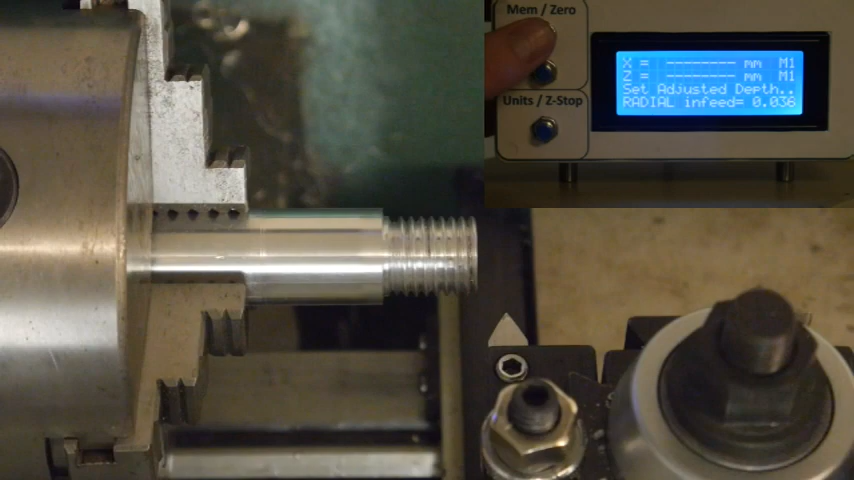 Mem / Zero
X = -------- mm M1
Z = -------- mm M1
Set Adjusted Depth..
RADIAL infeed= 0.036
Units / Z-Stop